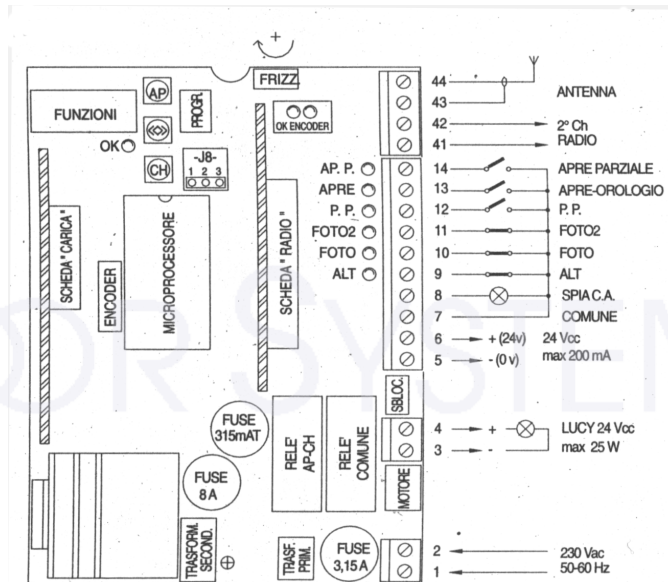 +
FRIZZ.
FUNZIONI
AP
PROGR.
OK ENCODER
OK
CH
-J8-
1 2 3
SCHEDA "CARICA"
ENCODER
MICROPROCESSORE
SCHEDA " RADIO "
AP. P.
APRE
P. P.
FOTO2
FOTO
ALT
44
43
ANTENNA
42 2° Ch
41 RADIO
14 APRE PARZIALE
13 APRE-OROLOGIO
12 P. P.
11 FOTO2
10 FOTO
9 ALT
8 SPIA C.A.
7 COMUNE
6 + (24v) 24 Vcc
5 - (0 v) max 200 mA
SBLOC.
4 + LUCY 24 Vcc
3 - max 25 W
FUSE
315mAT
FUSE
8 A
RELE'
AP-CH
RELE'
COMUNE
MOTORE
TRASFORM.
SECOND.
TRASF.
PRIM.
FUSE
3,15 A
2 230 Vac
1 50-60 Hz
OOR SYSTEM